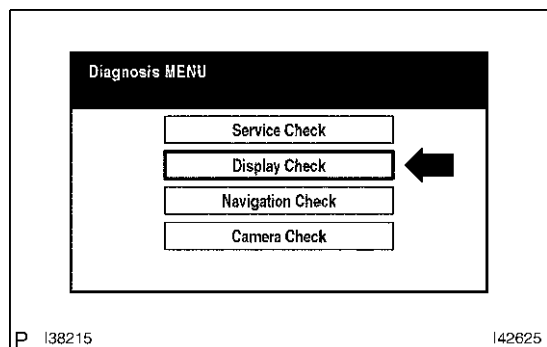 Diagnosis MENU
Service Check
Display Check
Navigation Check
Camera Check
P I38215 I42625